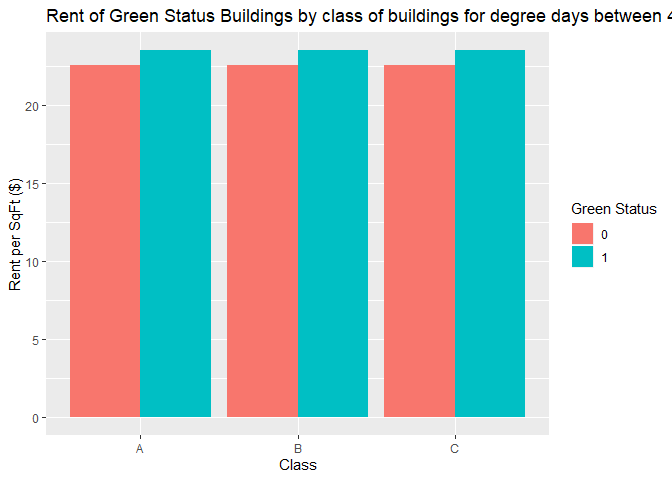 Rent of Green Status Buildings by class of buildings for degree days between 4
20
15
10
5
0
Rent per SqFt ($)
A B C
Class
Green Status
0
1